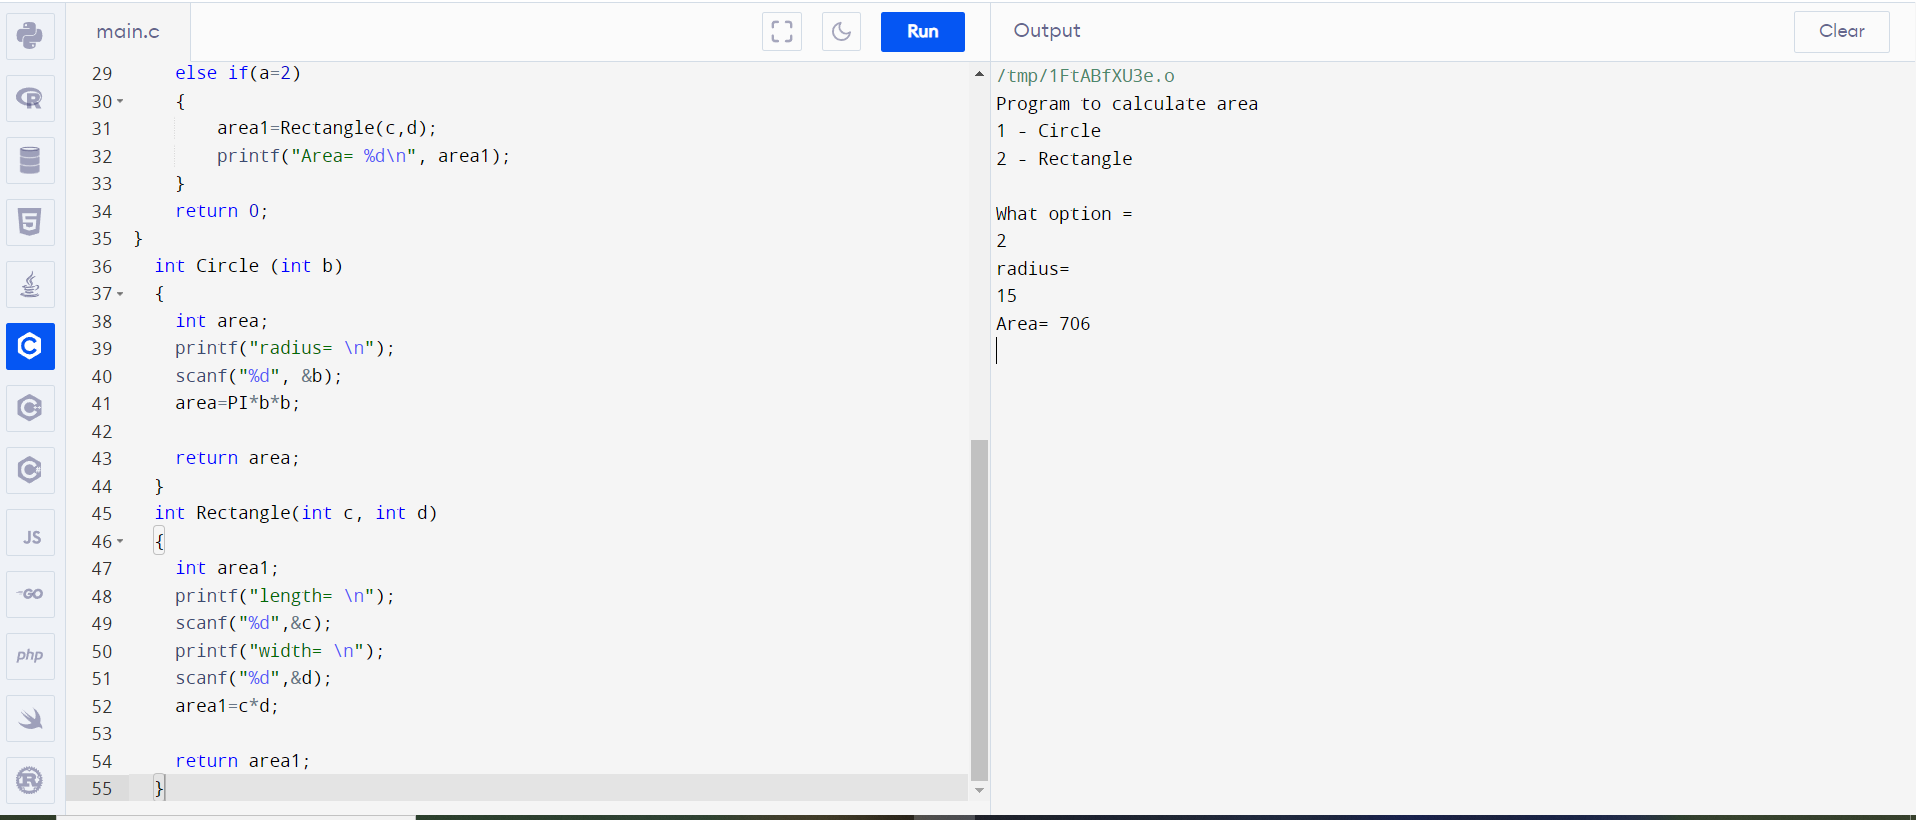 main.c
Run
Output
Clear
29 else if(a=2)
30 {
31 area1=Rectangle(c,d);
32 printf("Area= %d\n", area1);
33 }
34 return 0;
35 }
36 int Circle (int b)
37 {
38 int area;
39 printf("radius= \n");
40 scanf("%d", &b);
41 area=PI*b*b;
42
43 return area;
44 }
45 int Rectangle(int c, int d)
46 {
47 int area1;
48 printf("length= \n");
49 scanf("%d",&c);
50 printf("width= \n");
51 scanf("%d",&d);
52 area1=c*d;
53
54 return area1;
55 }
/tmp/1FtABfXU3e.o
Program to calculate area
1 - Circle
2 - Rectangle
What option =
2
radius=
15
Area= 706
R
5
C
C
C
JS
GO
php
R